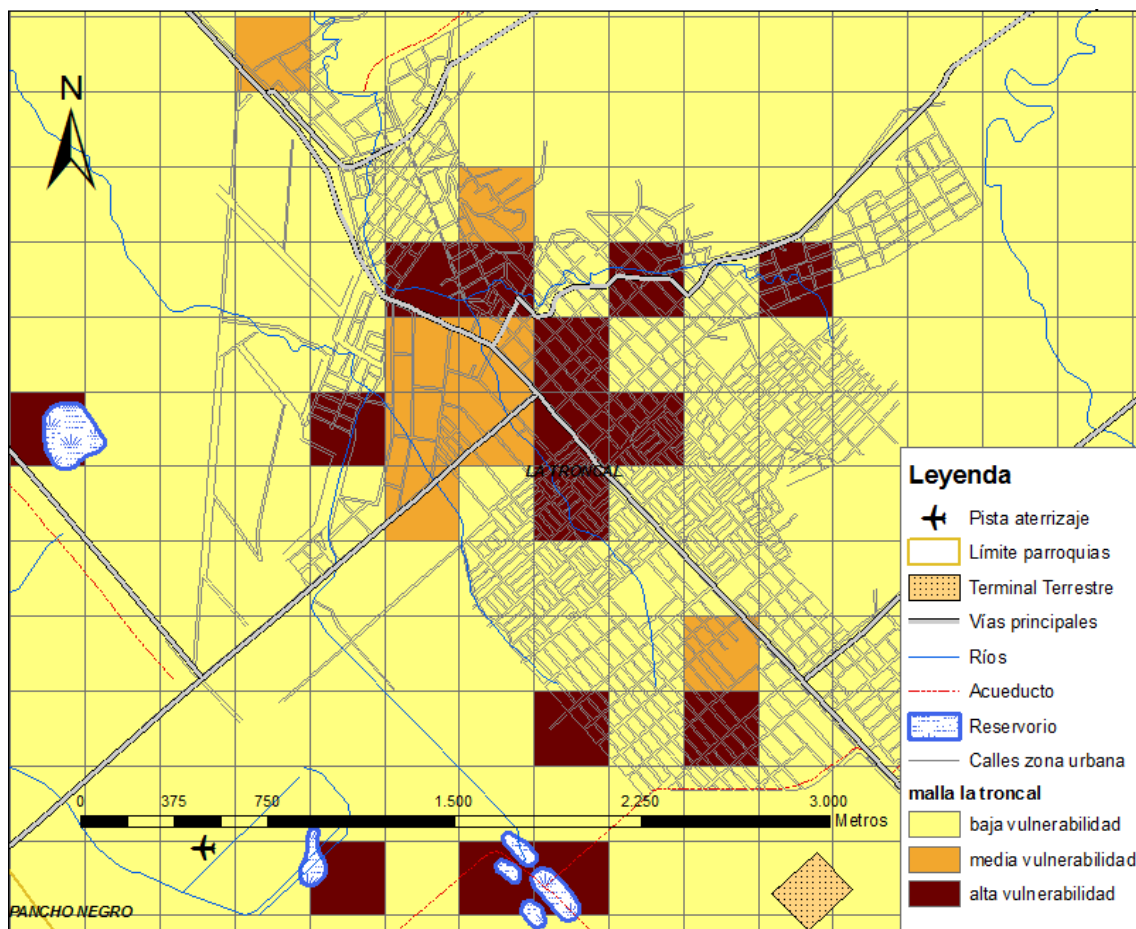 N
LA TRONCAL
0 375 750 1.500 2.250 3.000
Metros
PANCHO NEGRO
Leyenda
Pista aterrizaje
Límite parroquias
Terminal Terrestre
Vías principales
Ríos
Acueducto
Reservorio
Calles zona urbana
malla la troncal
baja vulnerabilidad
media vulnerabilidad
alta vulnerabilidad